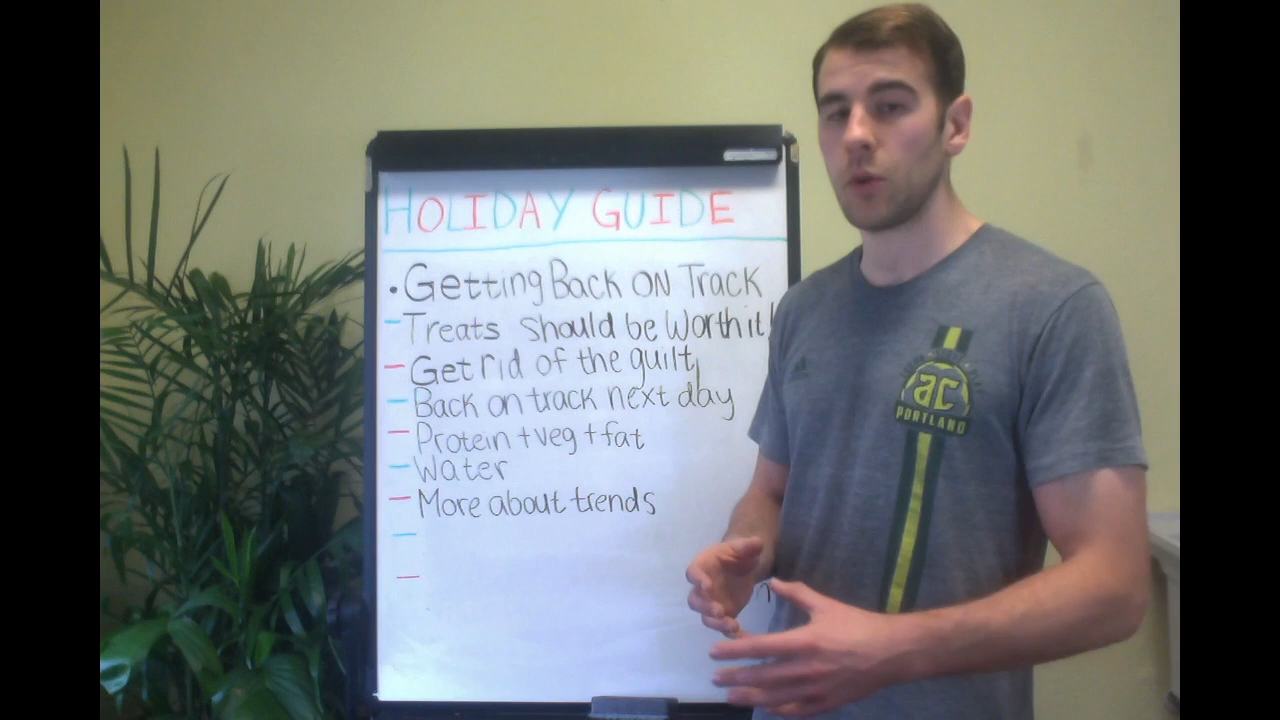 HOLIDAY GUIDE
• Getting Back on Track
- Treats should be Worth it!
- Get rid of the guilt
- Back on track next day
- Protein + veg + fat
- Water
- More about trends
-
-
ac
PORTLAND